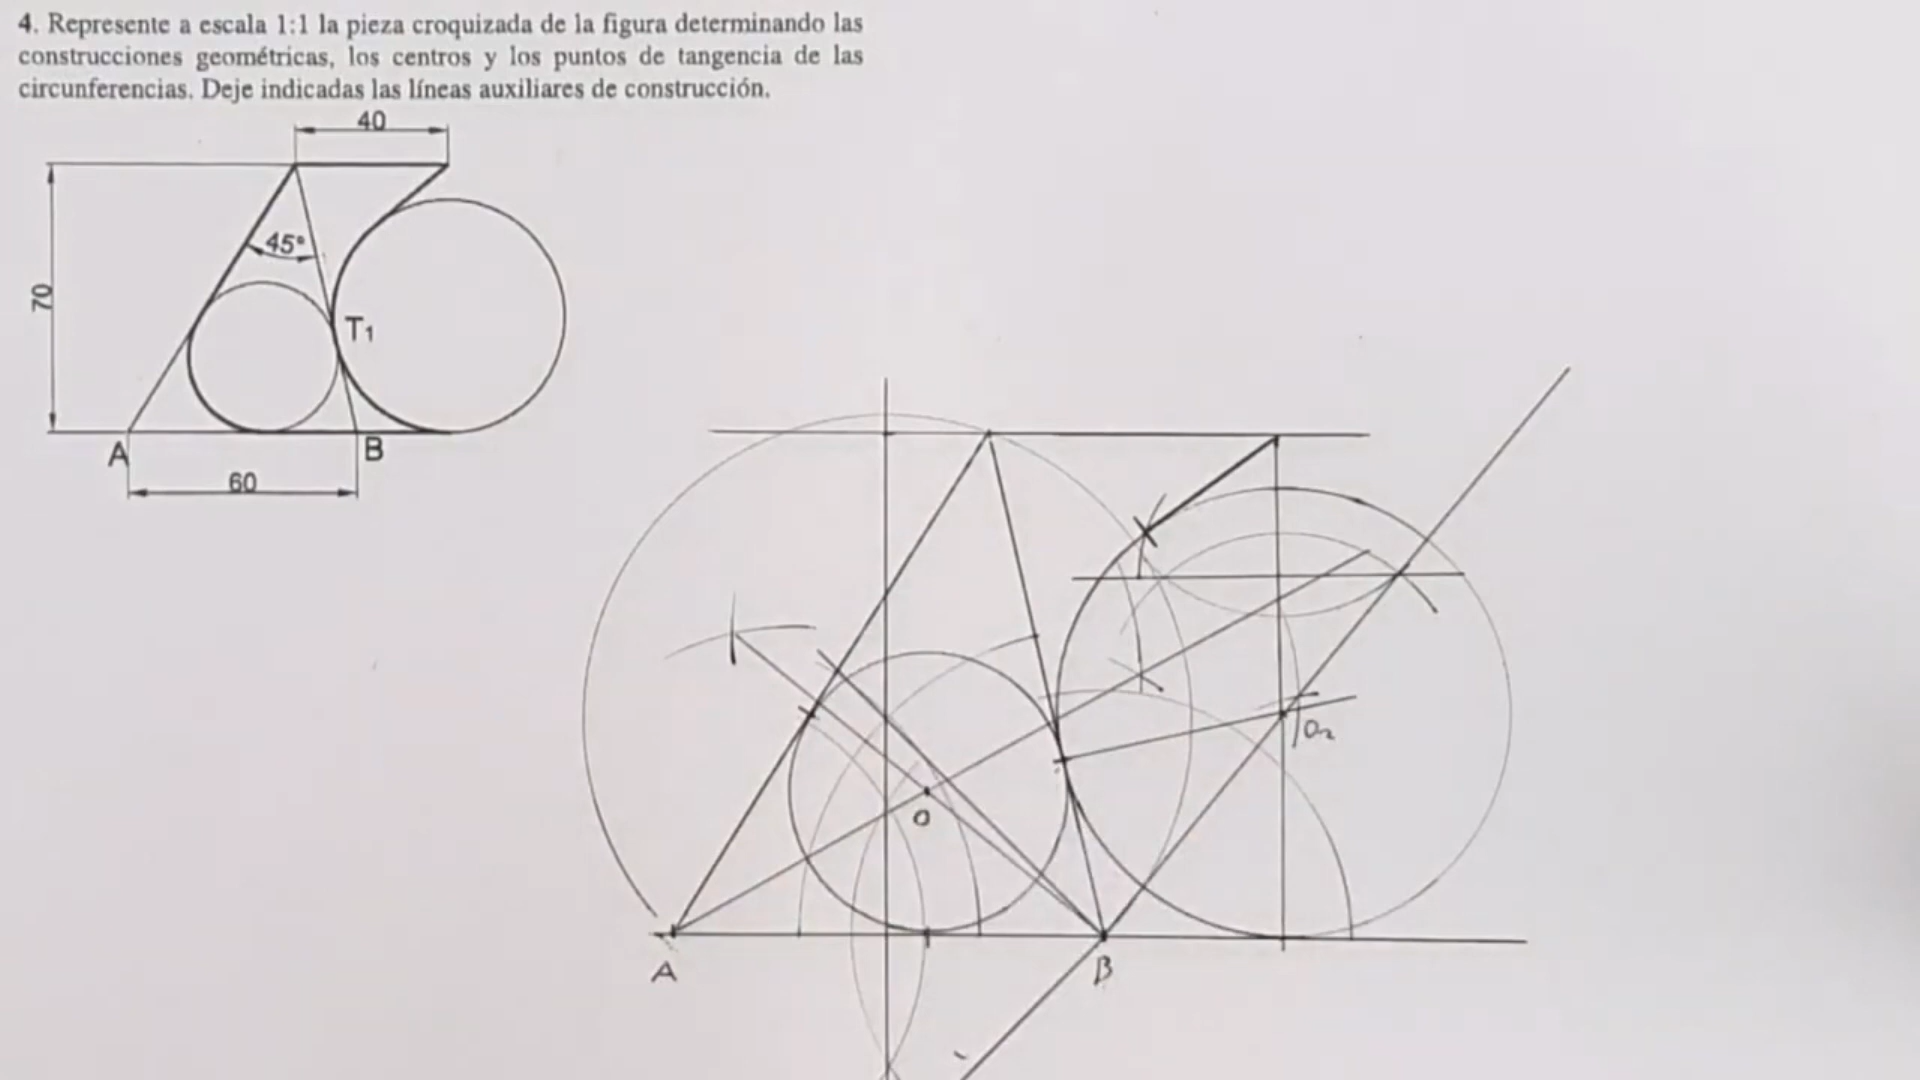 4. Represente a escala 1:1 la pieza croquizada de la figura determinando las
construcciones geométricas, los centros y los puntos de tangencia de las
circunferencias. Deje indicadas las líneas auxiliares de construcción.
40
45°
70
T1
A
B
60
O2
O
A
B